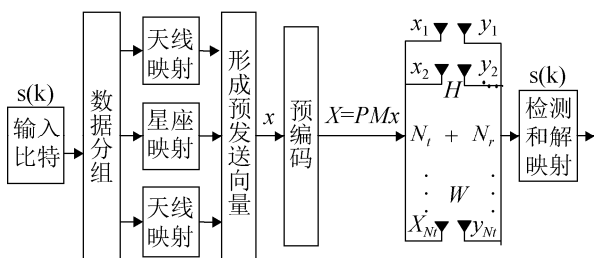 s(k)
输入
比特
数据分组
天线
映射
星座
映射
天线
映射
形成预发送向量
x
预编码
X=PMx
x1
y1
x2
y2
H
Nt + Nr
W
XNt
yNt
s(k)
检测
和解
映射